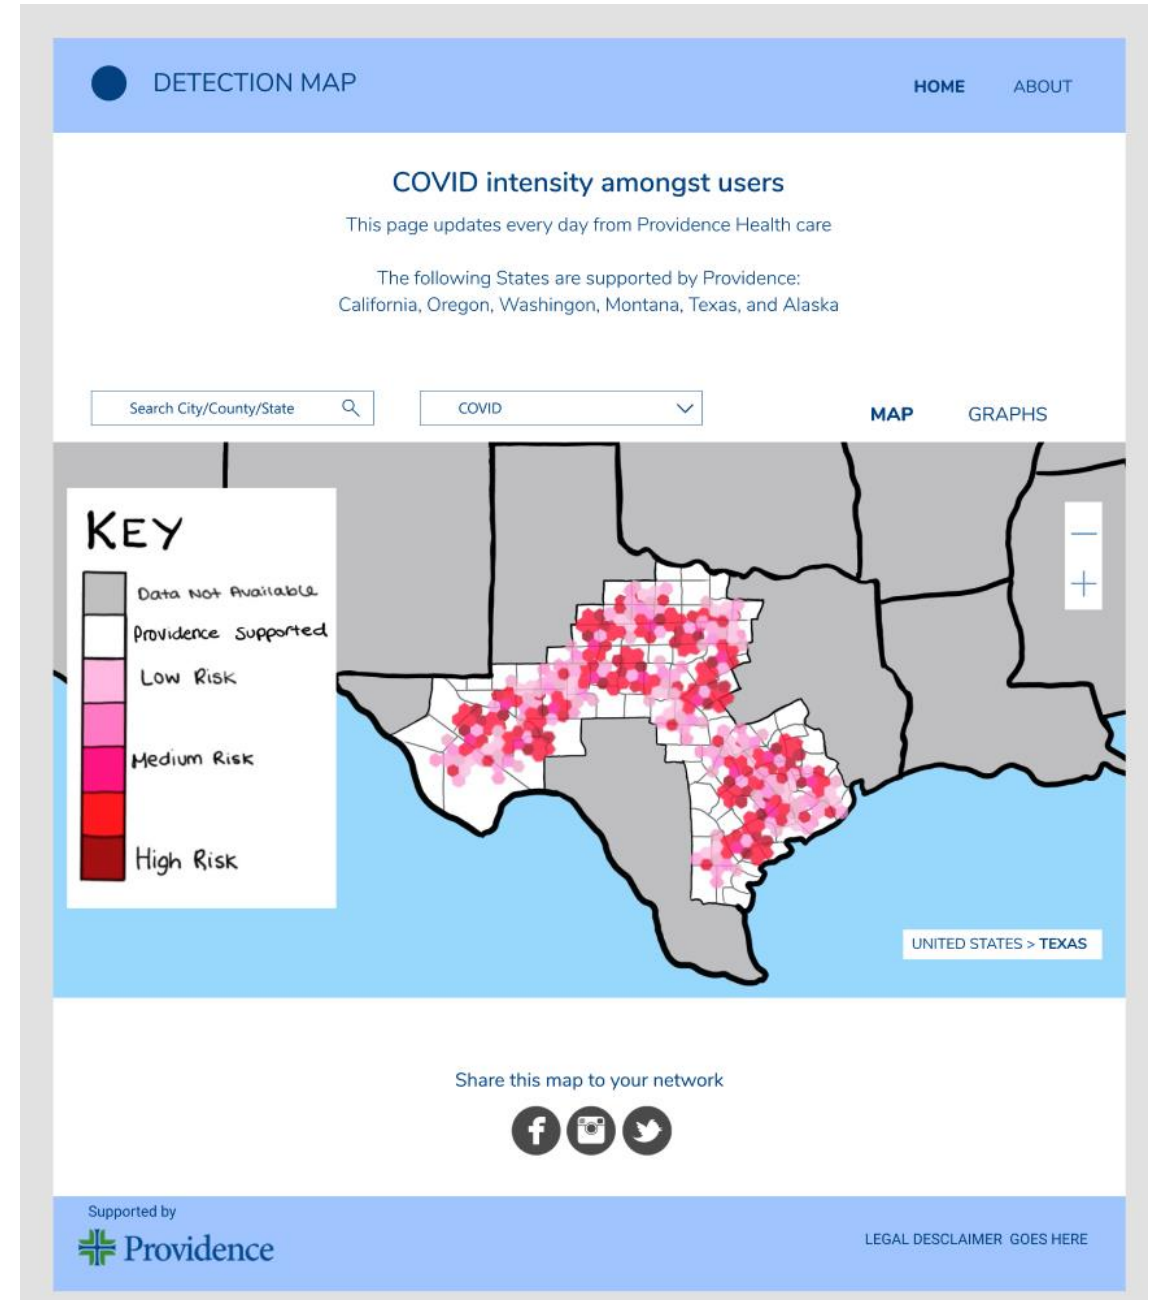 DETECTION MAP
HOME
ABOUT
COVID intensity amongst users
This page updates every day from Providence Health care
The following States are supported by Providence:
California, Oregon, Washingon, Montana, Texas, and Alaska
Search City/County/State
COVID
MAP
GRAPHS
KEY
Data Not Available
Providence Supported
Low Risk
Medium Risk
High Risk
UNITED STATES > TEXAS
Share this map to your network
Supported by
Providence
LEGAL DESCLAIMER GOES HERE